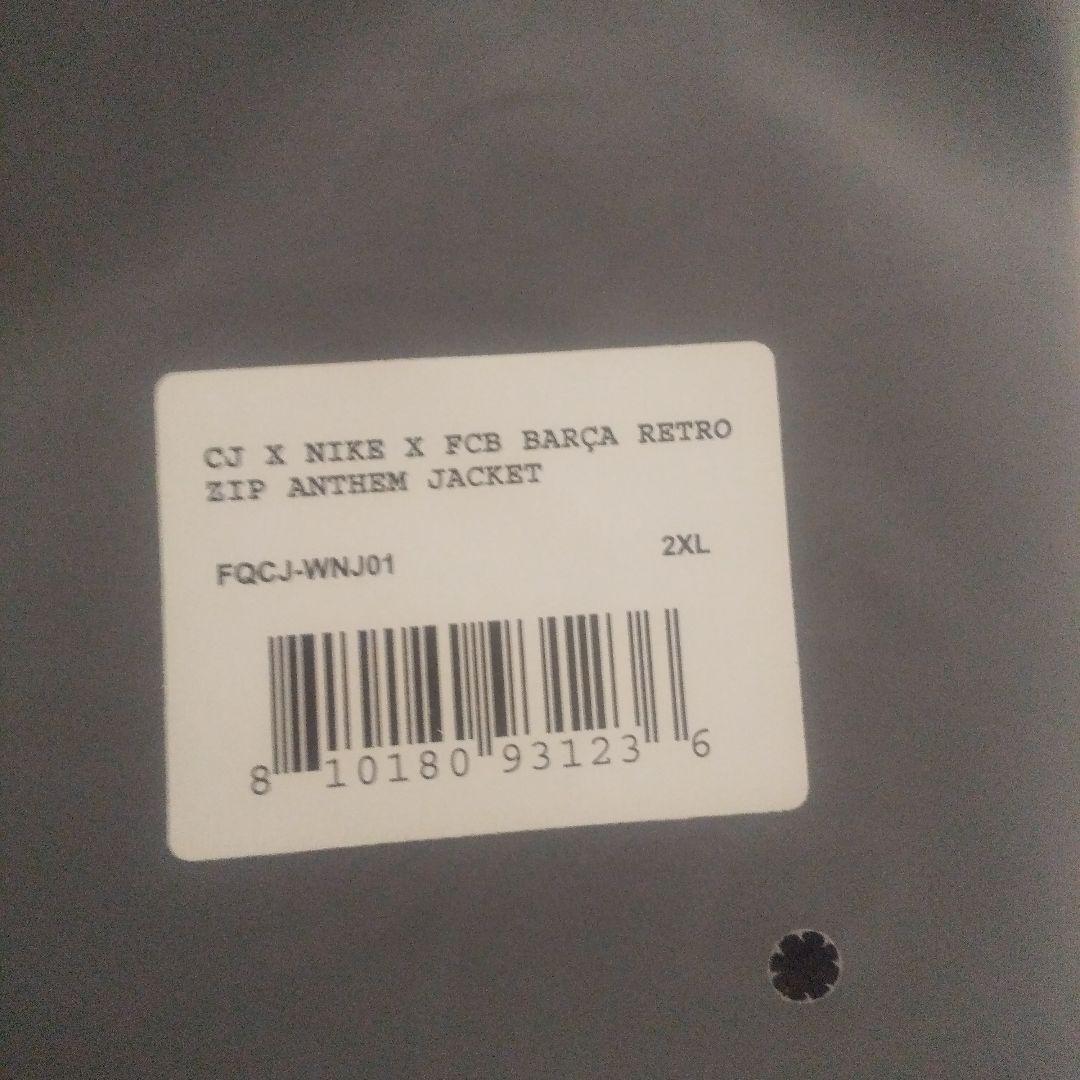 CJ X NIKE X FCB BARÇA RETRO
ZIP ANTHEM JACKET
FQCJ-WNJ01 2XL
8 10180 93123 6